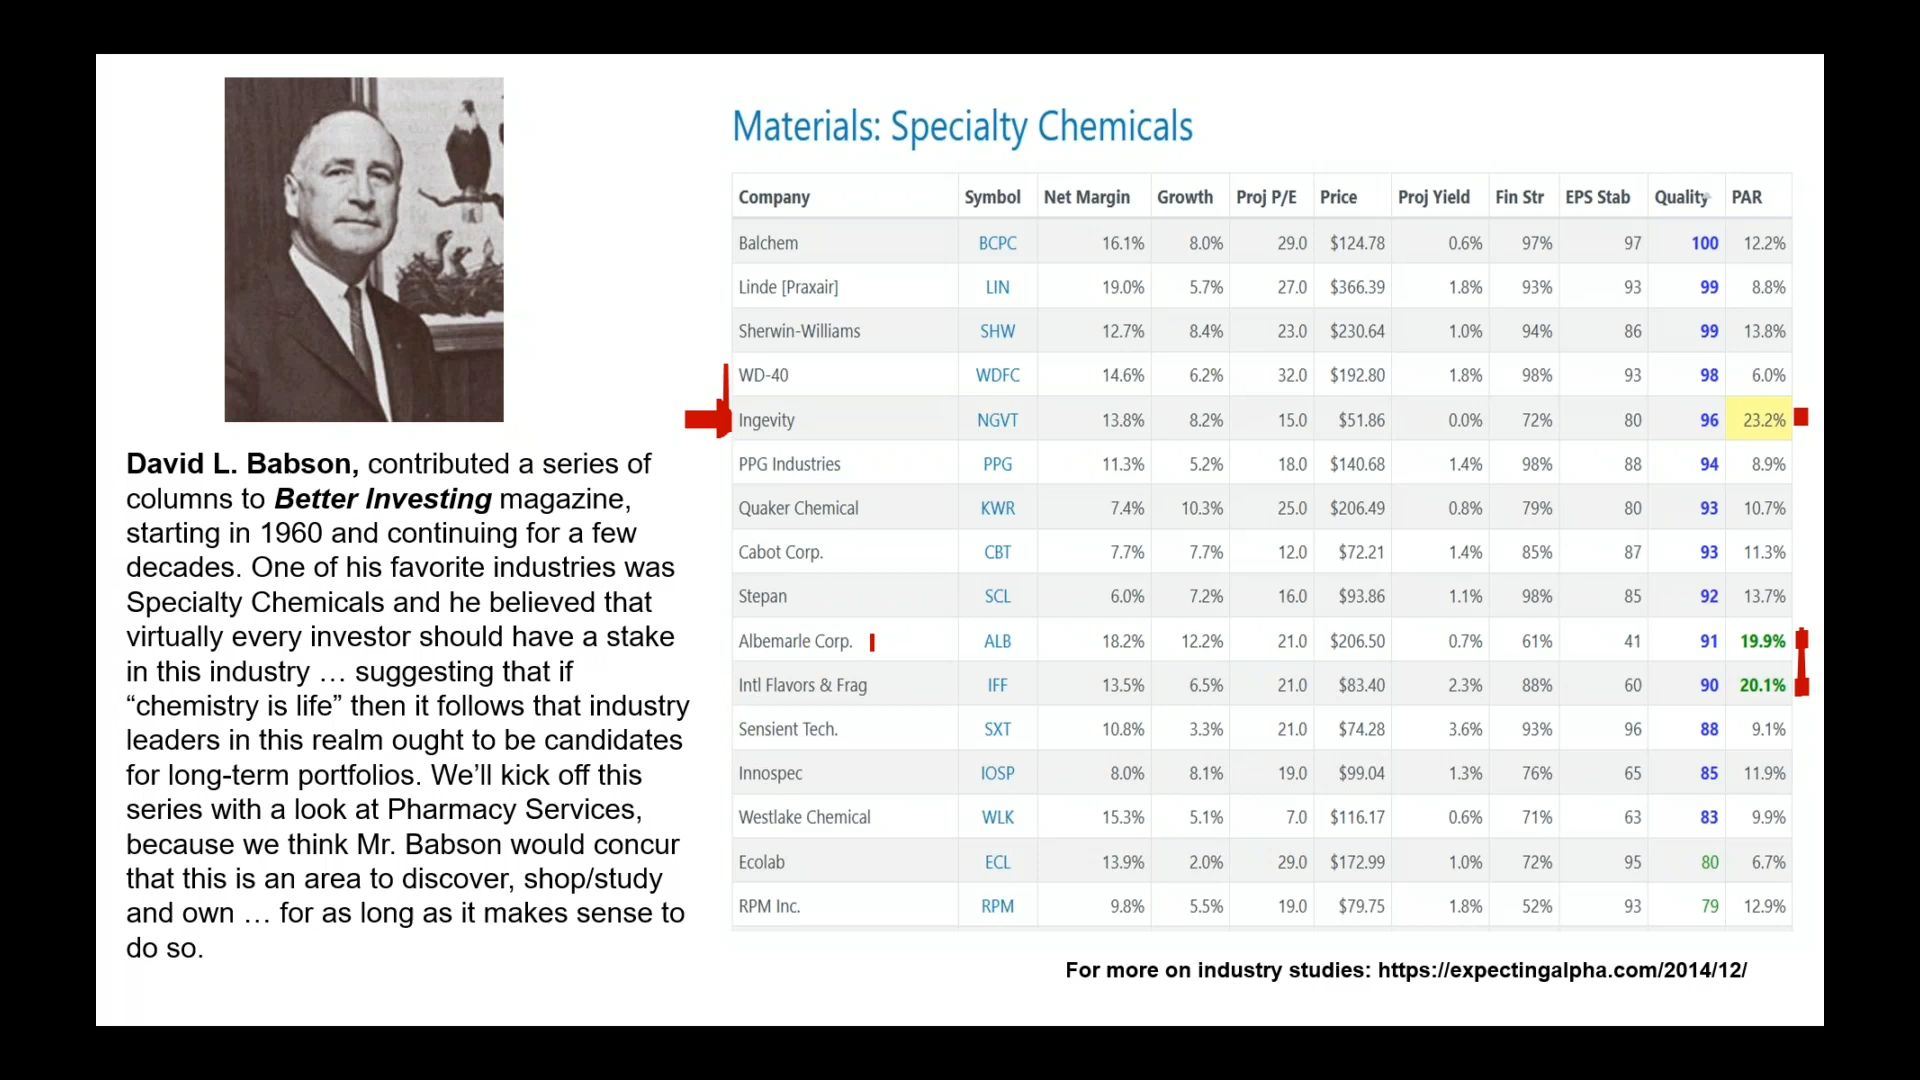 David L. Babson, contributed a series of
columns to Better Investing magazine,
starting in 1960 and continuing for a few
decades. One of his favorite industries was
Specialty Chemicals and he believed that
virtually every investor should have a stake
in this industry … suggesting that if
“chemistry is life” then it follows that industry
leaders in this realm ought to be candidates
for long-term portfolios. We’ll kick off this
series with a look at Pharmacy Services,
because we think Mr. Babson would concur
that this is an area to discover, shop/study
and own … for as long as it makes sense to
do so.
Materials: Specialty Chemicals
Company Symbol Net Margin Growth Proj P/E Price Proj Yield Fin Str EPS Stab Quality PAR
Balchem BCPC 16.1% 8.0% 29.0 $124.78 0.6% 97% 97 100 12.2%
Linde [Praxair] LIN 19.0% 5.7% 27.0 $366.39 1.8% 93% 93 99 8.8%
Sherwin-Williams SHW 12.7% 8.4% 23.0 $230.64 1.0% 94% 86 99 13.8%
WD-40 WDFC 14.6% 6.2% 32.0 $192.80 1.8% 98% 93 98 6.0%
Ingevity NGVT 13.8% 8.2% 15.0 $51.86 0.0% 72% 80 96 23.2%
PPG Industries PPG 11.3% 5.2% 18.0 $140.68 1.4% 98% 88 94 8.9%
Quaker Chemical KWR 7.4% 10.3% 25.0 $206.49 0.8% 79% 80 93 10.7%
Cabot Corp. CBT 7.7% 7.7% 12.0 $72.21 1.4% 85% 87 93 11.3%
Stepan SCL 6.0% 7.2% 16.0 $93.86 1.1% 98% 85 92 13.7%
Albemarle Corp. ALB 18.2% 12.2% 21.0 $206.50 0.7% 61% 41 91 19.9%
Intl Flavors & Frag IFF 13.5% 6.5% 21.0 $83.40 2.3% 88% 60 90 20.1%
Sensient Tech. SXT 10.8% 3.3% 21.0 $74.28 3.6% 93% 96 88 9.1%
Innospec IOSP 8.0% 8.1% 19.0 $99.04 1.3% 76% 65 85 11.9%
Westlake Chemical WLK 15.3% 5.1% 7.0 $116.17 0.6% 71% 63 83 9.9%
Ecolab ECL 13.9% 2.0% 29.0 $172.99 1.0% 72% 95 80 6.7%
RPM Inc. RPM 9.8% 5.5% 19.0 $79.75 1.8% 52% 93 79 12.9%
For more on industry studies: https://expectingalpha.com/2014/12/